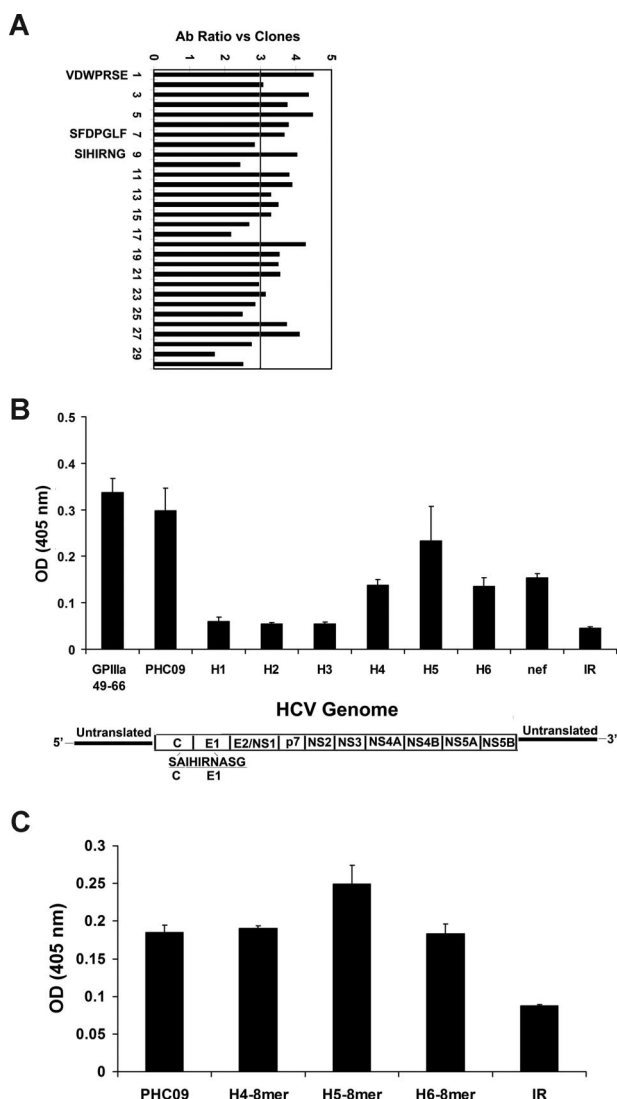 A
Ab Ratio vs Clones
0 1 2 3 4 5
VDWPRSE 1
3
5
SFDPGLF 7
SIHIRNG 9
11
13
15
17
19
21
23
25
27
29
B
OD (405 nm)
0.5
0.4
0.3
0.2
0.1
0
GPIIIa 49-66 PHC09 H1 H2 H3 H4 H5 H6 nef IR
HCV Genome
5' Untranslated C E1 E2/NS1 p7 NS2 NS3 NS4A NS4B NS5A NS5B Untranslated 3'
SAIHIRNASG
C E1
C
OD (405 nm)
0.3
0.25
0.2
0.15
0.1
0.05
0
PHC09 H4-8mer H5-8mer H6-8mer IR